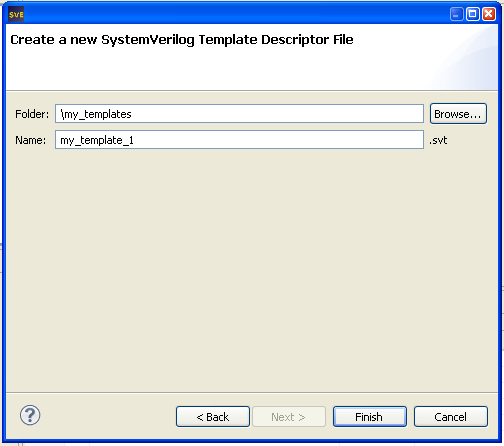 SVE
Create a new SystemVerilog Template Descriptor File
Folder: \my_templates Browse...
Name: my_template_1 .svt
? < Back Next > Finish Cancel